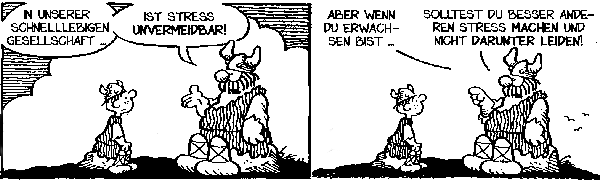 IN UNSERER
SCHNELLLEBIGEN
GESELLSCHAFT ...
IST STRESS
UNVERMEIDBAR!
ABER WENN
DU ERWACH-
SEN BIST ...
SOLLTEST DU BESSER ANDE-
REN STRESS MACHEN UND
NICHT DARUNTER LEIDEN!